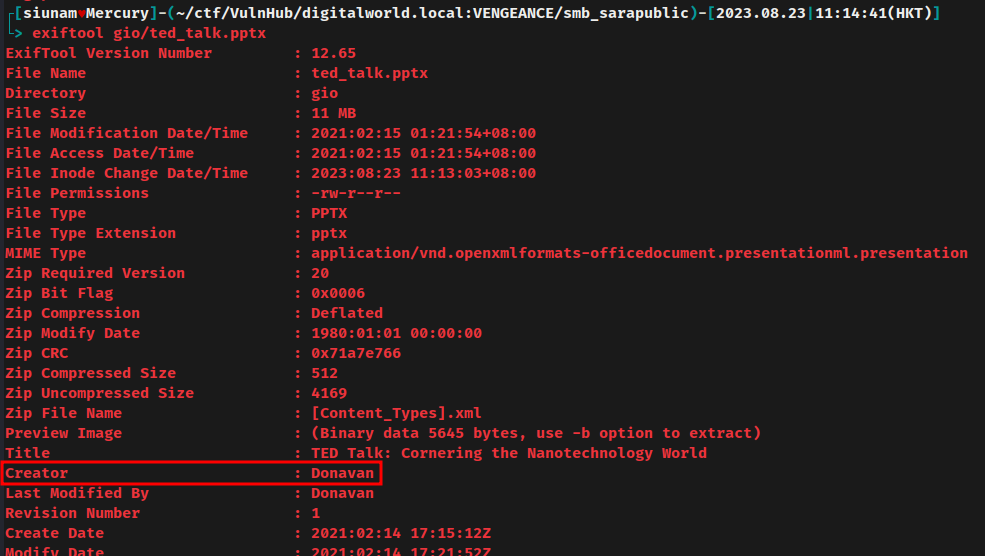 [siunam♥Mercury]-(~/ctf/VulnHub/digitalworld.local:VENGEANCE/smb_sarapublic)-[2023.08.23|11:14:41(HKT)]
> exiftool gio/ted_talk.pptx
ExifTool Version Number : 12.65
File Name : ted_talk.pptx
Directory : gio
File Size : 11 MB
File Modification Date/Time : 2021:02:15 01:21:54+08:00
File Access Date/Time : 2021:02:15 01:21:54+08:00
File Inode Change Date/Time : 2023:08:23 11:13:03+08:00
File Permissions : -rw-r--r--
File Type : PPTX
File Type Extension : pptx
MIME Type : application/vnd.openxmlformats-officedocument.presentationml.presentation
Zip Required Version : 20
Zip Bit Flag : 0x0006
Zip Compression : Deflated
Zip Modify Date : 1980:01:01 00:00:00
Zip CRC : 0x71a7e766
Zip Compressed Size : 512
Zip Uncompressed Size : 4169
Zip File Name : [Content_Types].xml
Preview Image : (Binary data 5645 bytes, use -b option to extract)
Title : TED Talk: Cornering the Nanotechnology World
Creator : Donavan
Last Modified By : Donavan
Revision Number : 1
Create Date : 2021:02:14 17:15:12Z
Modify Date : 2021:02:14 17:21:52Z